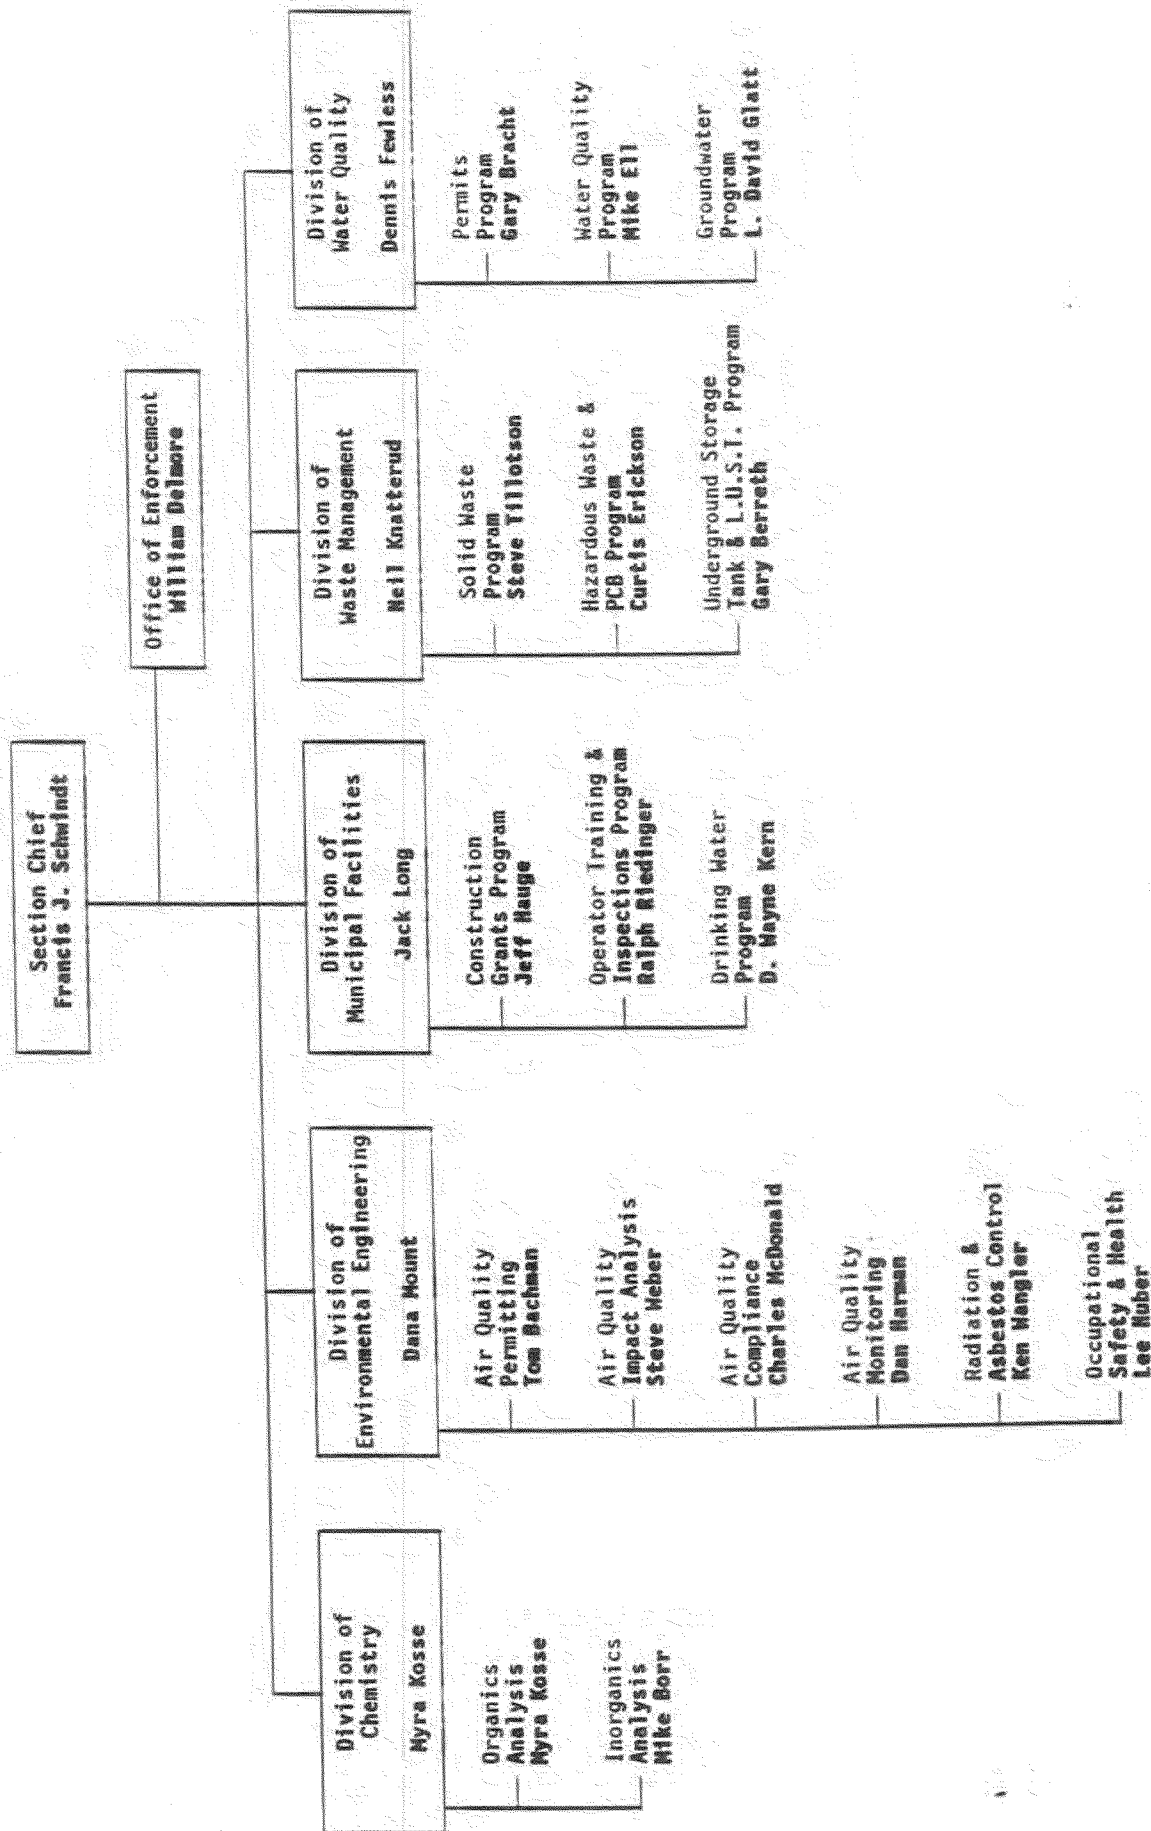 Section Chief
Francis J. Schwindt
Office of Enforcement
William Delmore
Division of
Chemistry
Myra Kosse
Organics
Analysis
Myra Kosse
Inorganics
Analysis
Mike Borr
Division of
Environmental Engineering
Dana Mount
Air Quality
Permitting
Tom Bachman
Air Quality
Impact Analysis
Steve Weber
Air Quality
Compliance
Charles McDonald
Air Quality
Monitoring
Dan Harman
Radiation &
Asbestos Control
Ken Wangler
Occupational
Safety & Health
Lee Huber
Division of
Municipal Facilities
Jack Long
Construction
Grants Program
Jeff Hauge
Operator Training &
Inspections Program
Ralph Riedinger
Drinking Water
Program
D. Wayne Kern
Division of
Waste Management
Neil Knatterud
Solid Waste
Program
Steve Tillotson
Hazardous Waste &
PCB Program
Curtis Erickson
Underground Storage
Tank & L.U.S.T. Program
Gary Berreth
Division of
Water Quality
Dennis Fewless
Permits
Program
Gary Bracht
Water Quality
Program
Mike Ell
Groundwater
Program
L. David Glatt